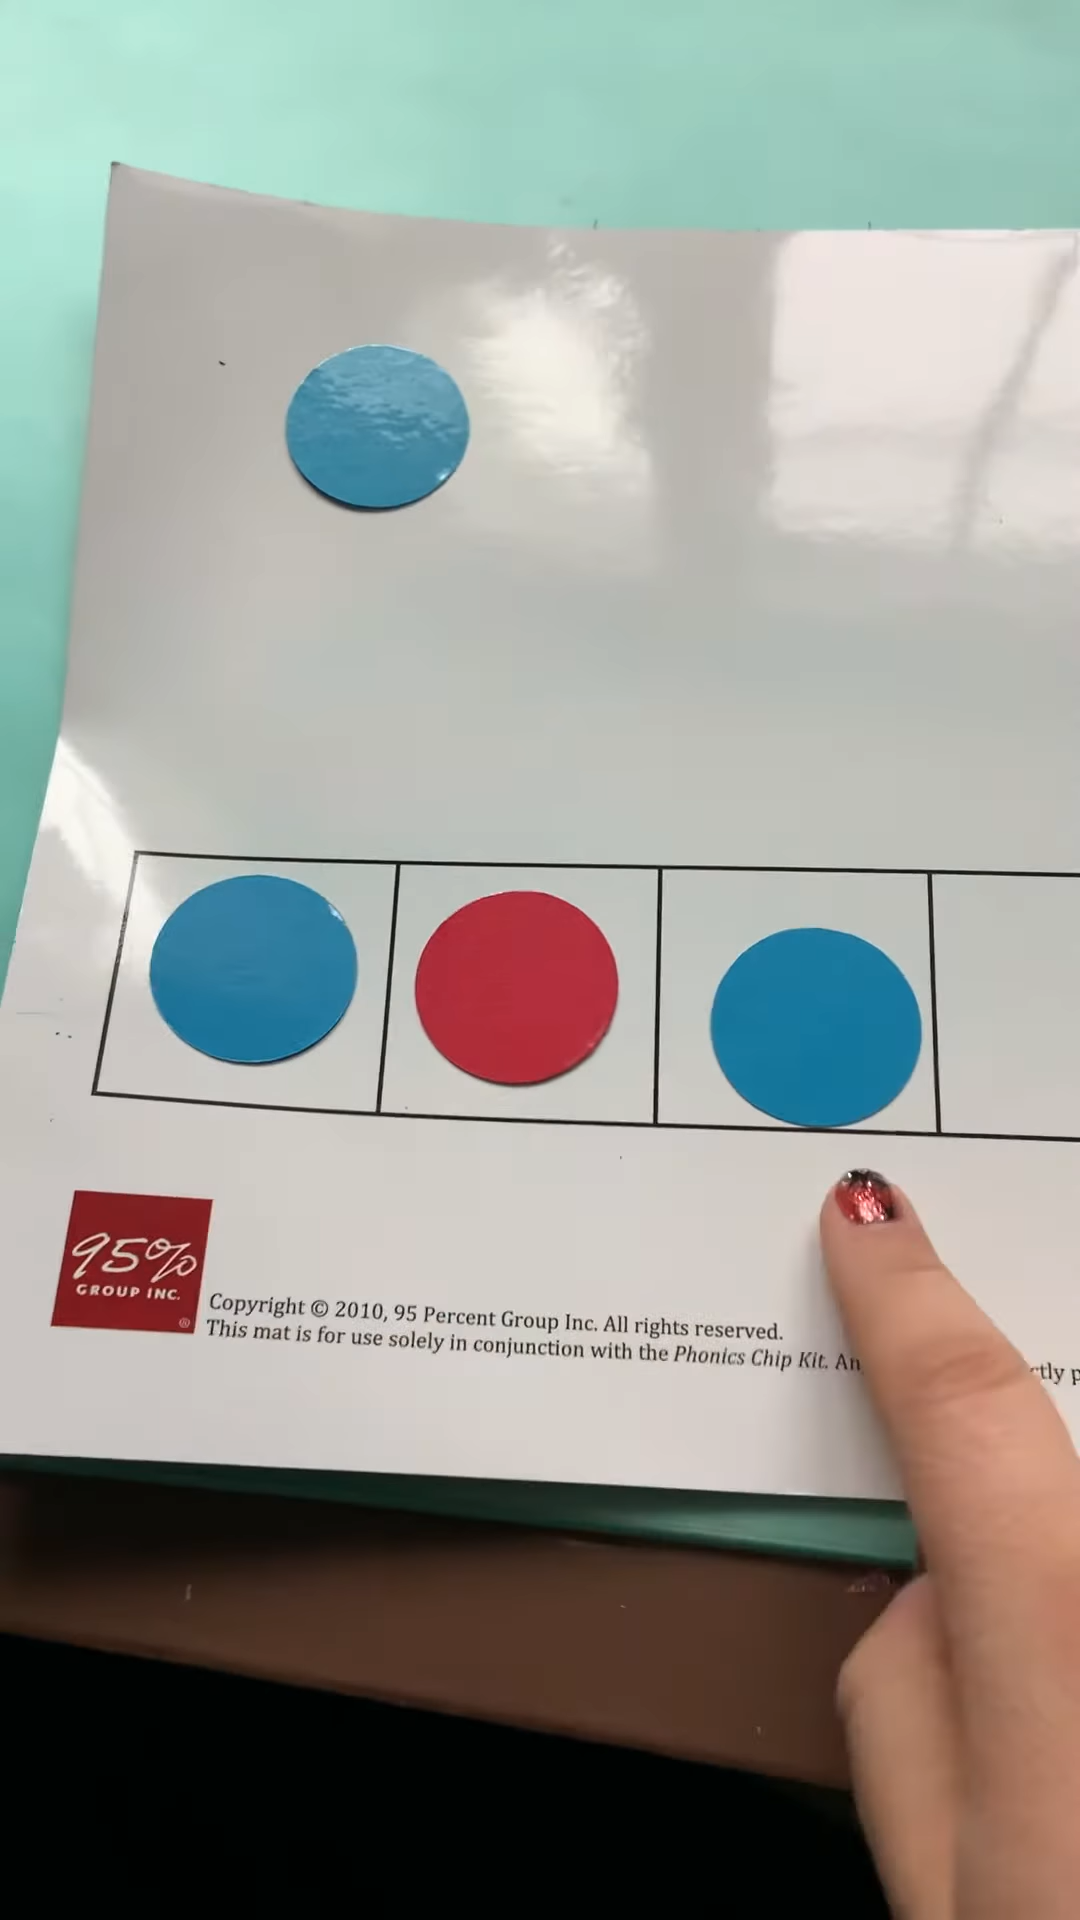 95%
GROUP INC.
®
Copyright © 2010, 95 Percent Group Inc. All rights reserved.
This mat is for use solely in conjunction with the Phonics Chip Kit.